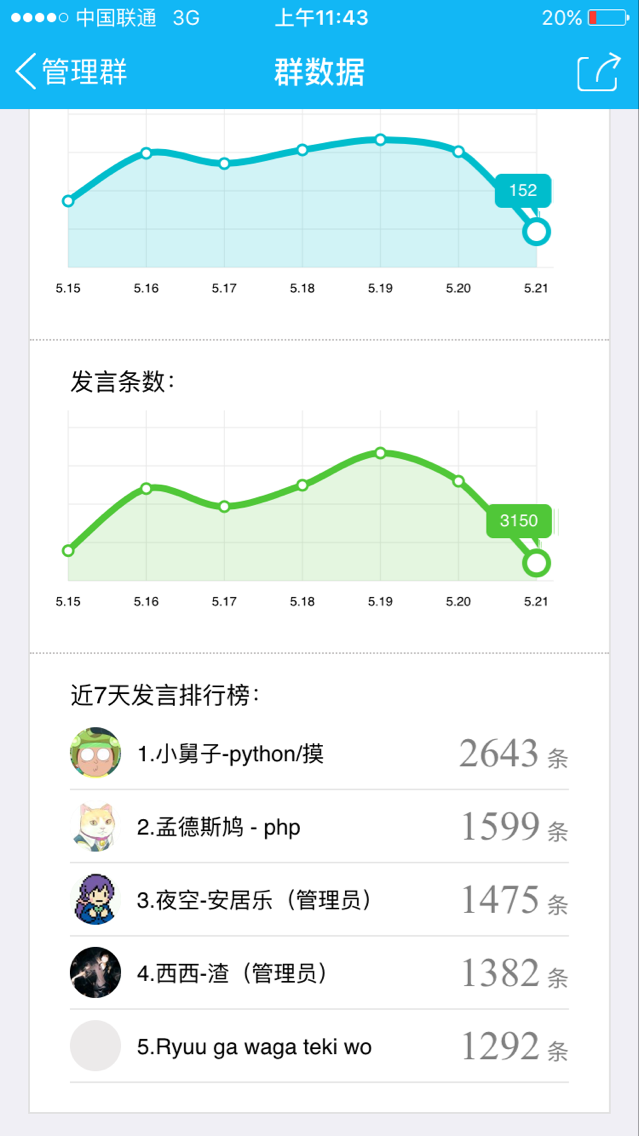 中国联通 3G 上午11:43 20%
管理群 群数据
152
5.15 5.16 5.17 5.18 5.19 5.20 5.21
发言条数：
3150
5.15 5.16 5.17 5.18 5.19 5.20 5.21
近7天发言排行榜：
1.小舅子-python/摸 2643 条
2.孟德斯鸠 - php 1599 条
3.夜空-安居乐（管理员） 1475 条
4.西西-渣（管理员） 1382 条
5.Ryuu ga waga teki wo 1292 条